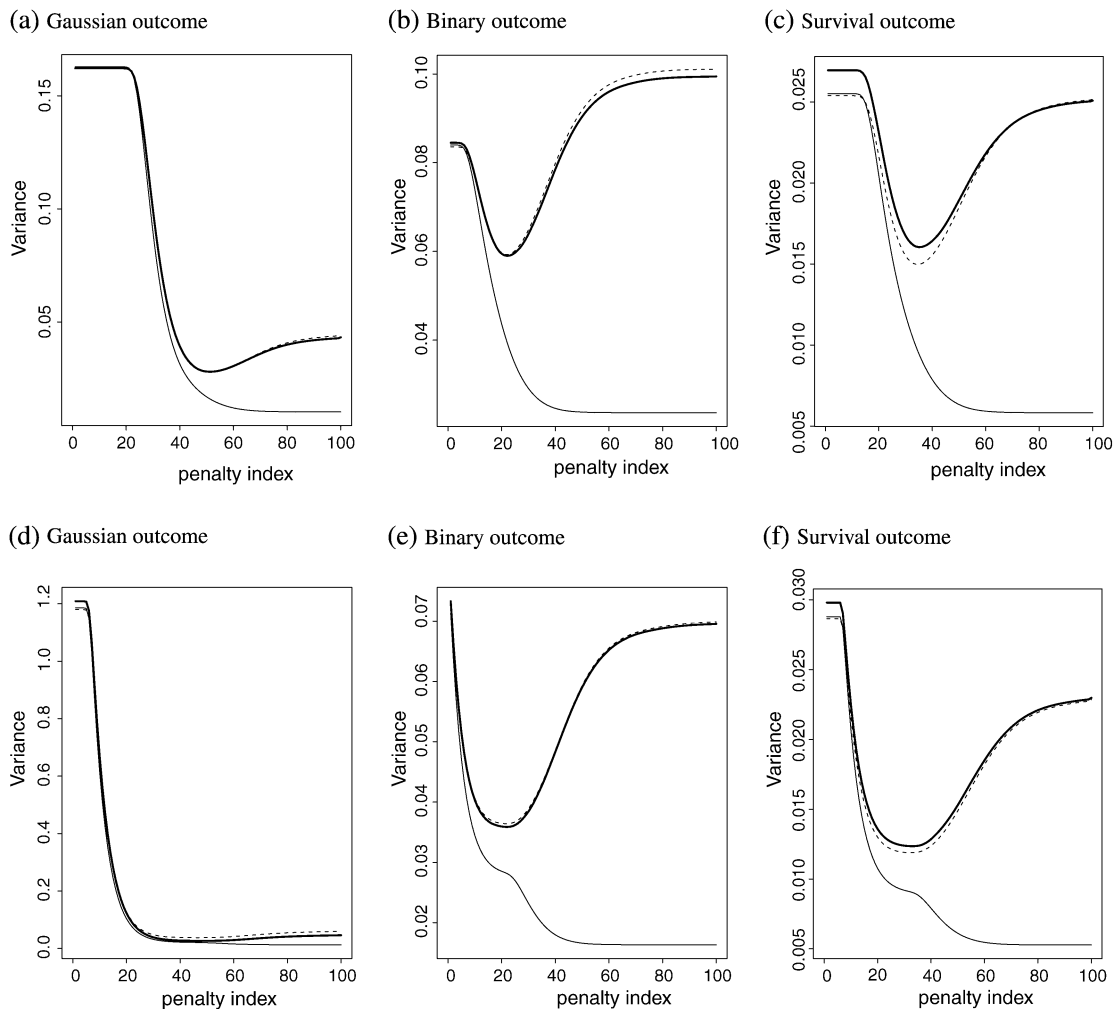 (a) Gaussian outcome
(b) Binary outcome
(c) Survival outcome
Variance
0.05
0.10
0.15
0 20 40 60 80 100
penalty index
Variance
0.04
0.06
0.08
0.10
0 20 40 60 80 100
penalty index
Variance
0.005
0.010
0.015
0.020
0.025
0 20 40 60 80 100
penalty index
(d) Gaussian outcome
(e) Binary outcome
(f) Survival outcome
Variance
0.0
0.2
0.4
0.6
0.8
1.0
1.2
0 20 40 60 80 100
penalty index
Variance
0.02
0.03
0.04
0.05
0.06
0.07
0 20 40 60 80 100
penalty index
Variance
0.005
0.010
0.015
0.020
0.025
0.030
0 20 40 60 80 100
penalty index